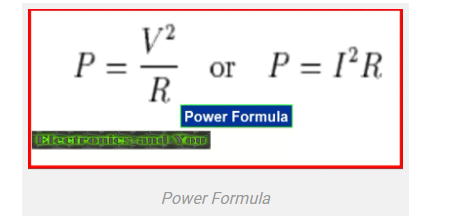 P = V²/R or P = I²R
Power Formula
Electronics and You
Power Formula